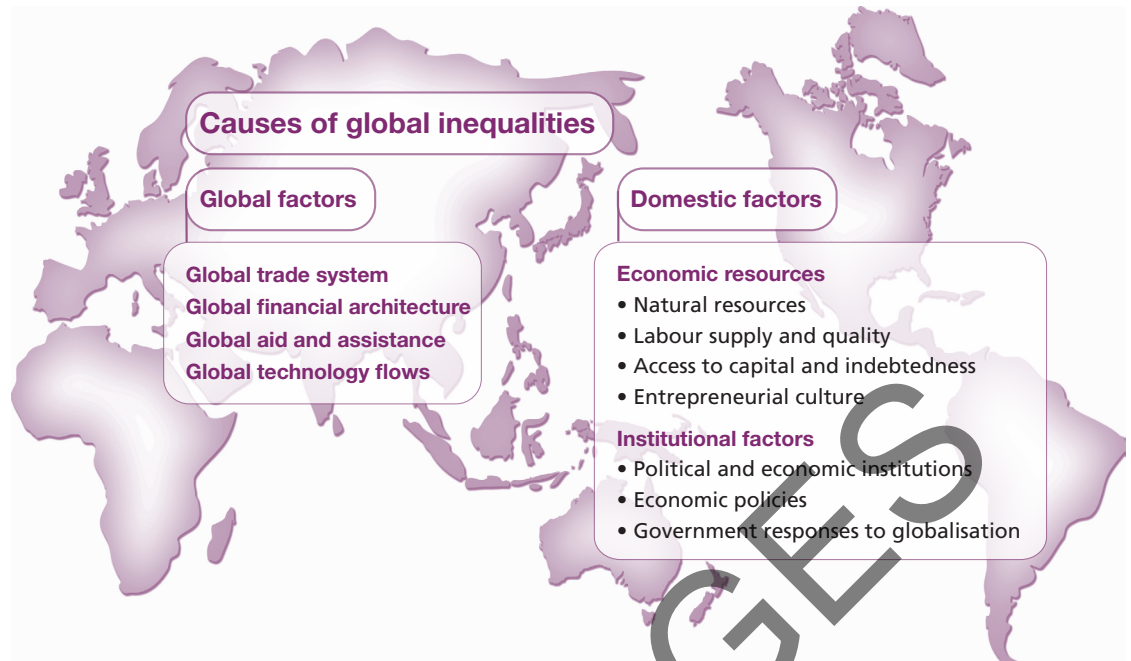 Causes of global inequalities
Global factors
Global trade system
Global financial architecture
Global aid and assistance
Global technology flows
Domestic factors
Economic resources
• Natural resources
• Labour supply and quality
• Access to capital and indebtedness
• Entrepreneurial culture
Institutional factors
• Political and economic institutions
• Economic policies
• Government responses to globalisation
GES